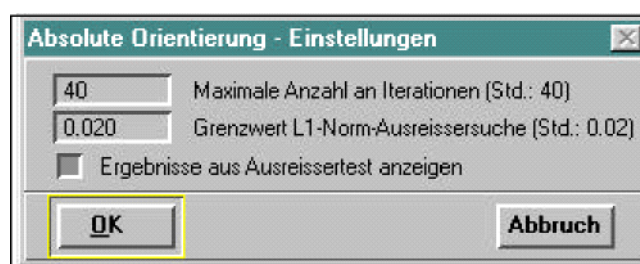 Absolute Orientierung - Einstellungen
40 Maximale Anzahl an Iterationen (Std.: 40)
0.020 Grenzwert L1-Norm-Ausreissersuche (Std.: 0.02)
Ergebnisse aus Ausreissertest anzeigen
OK Abbruch